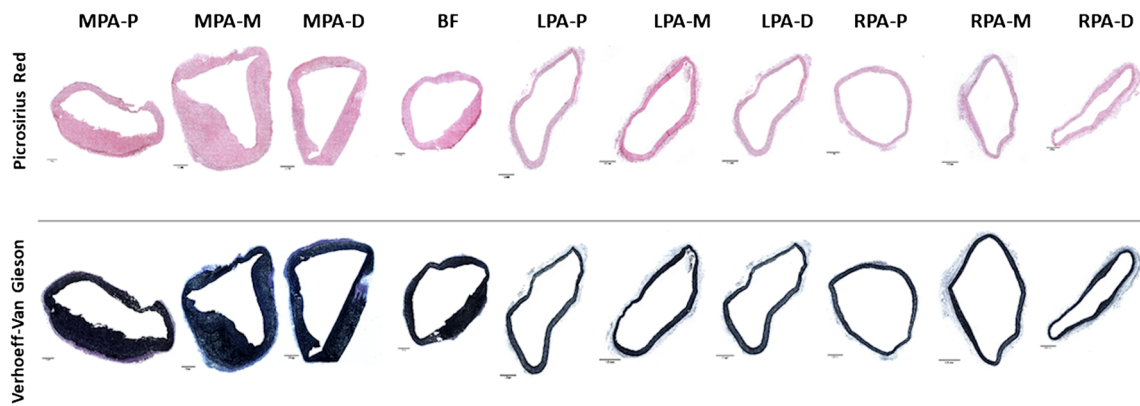 MPA-P MPA-M MPA-D BF LPA-P LPA-M LPA-D RPA-P RPA-M RPA-D
Picrosirius Red
Verhoeff-Van Gieson